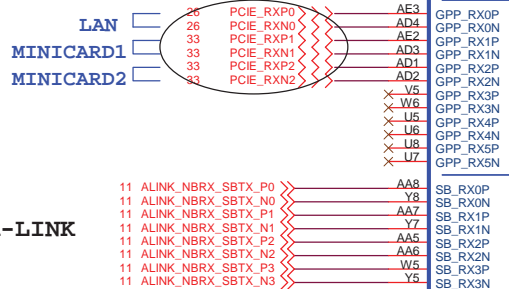 LAN 26 PCIE_RXP0 AE3 GPP_RX0P
26 PCIE_RXN0 AD4 GPP_RX0N
MINICARD1 33 PCIE_RXP1 AE2 GPP_RX1P
33 PCIE_RXN1 AD3 GPP_RX1N
MINICARD2 33 PCIE_RXP2 AD1 GPP_RX2P
33 PCIE_RXN2 AD2 GPP_RX2N
V5 GPP_RX3P
W6 GPP_RX3N
U5 GPP_RX4P
U6 GPP_RX4N
U8 GPP_RX5P
U7 GPP_RX5N
11 ALINK_NBRX_SBTX_P0 AA8 SB_RX0P
11 ALINK_NBRX_SBTX_N0 Y8 SB_RX0N
11 ALINK_NBRX_SBTX_P1 AA7 SB_RX1P
-LINK 11 ALINK_NBRX_SBTX_N1 Y7 SB_RX1N
11 ALINK_NBRX_SBTX_P2 AA5 SB_RX2P
11 ALINK_NBRX_SBTX_N2 AA6 SB_RX2N
11 ALINK_NBRX_SBTX_P3 W5 SB_RX3P
11 ALINK_NBRX_SBTX_N3 Y5 SB_RX3N